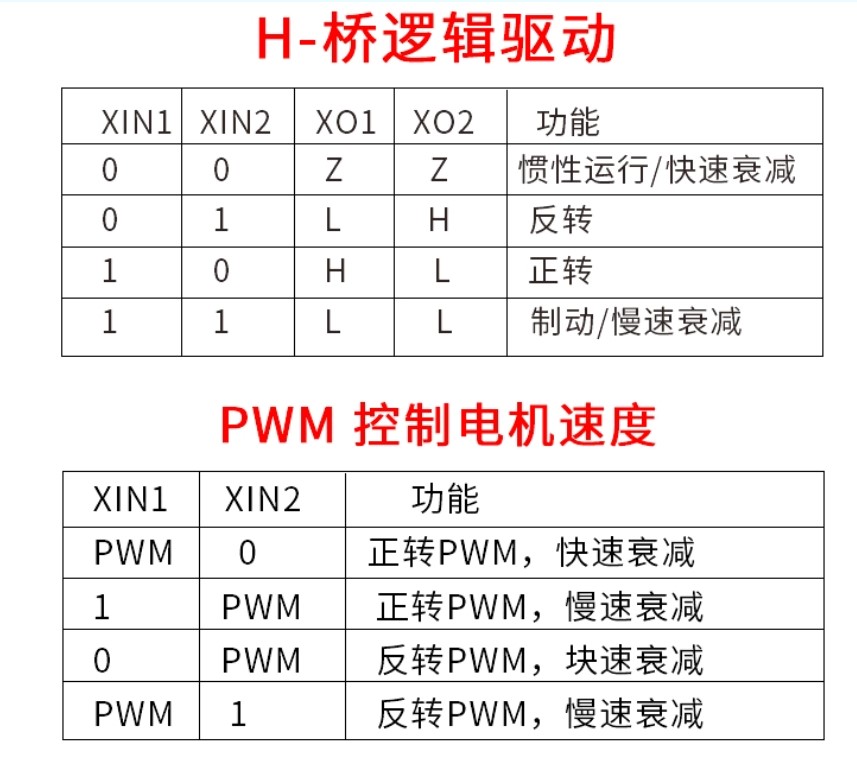 H-桥逻辑驱动
XIN1 XIN2 XO1 XO2 功能
0 0 Z Z 惯性运行/快速衰减
0 1 L H 反转
1 0 H L 正转
1 1 L L 制动/慢速衰减
PWM 控制电机速度
XIN1 XIN2 功能
PWM 0 正转PWM，快速衰减
1 PWM 正转PWM，慢速衰减
0 PWM 反转PWM，块速衰减
PWM 1 反转PWM，慢速衰减